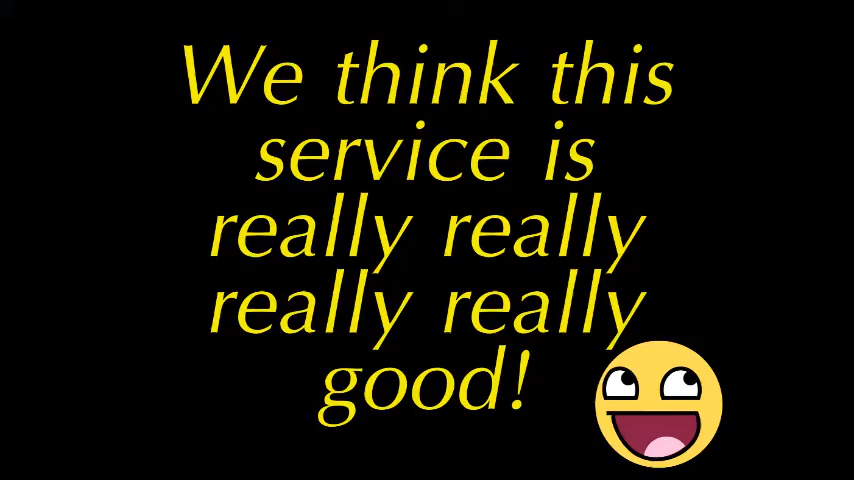 We think this
service is
really really
really really
good!